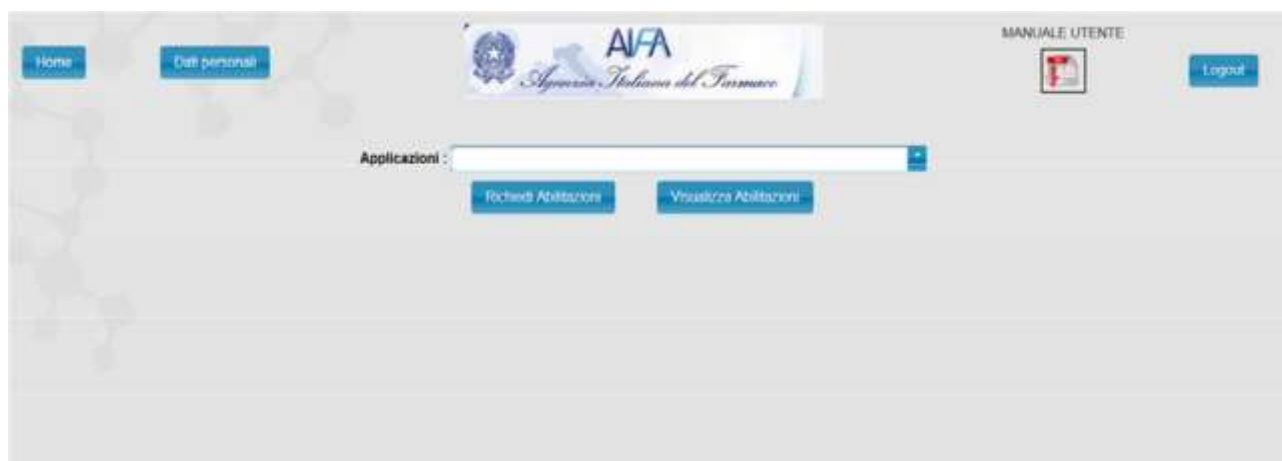 MANUALE UTENTE
Home
Dati personali
AIFA
Agenzia Italiana del Farmaco
Logout
Applicazioni :
Richiedi Abilitazioni
Visualizza Abilitazioni